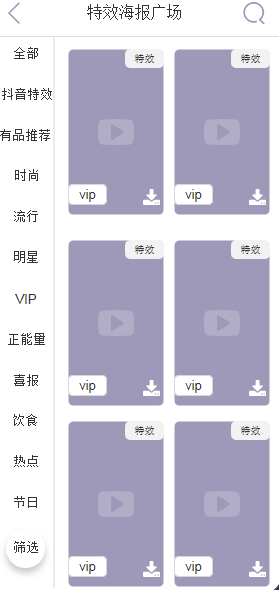 特效海报广场
全部
抖音特效
有品推荐
时尚
流行
明星
VIP
正能量
喜报
饮食
热点
节日
筛选
特效
vip
特效
vip
特效
vip
特效
vip
特效
vip
特效
vip